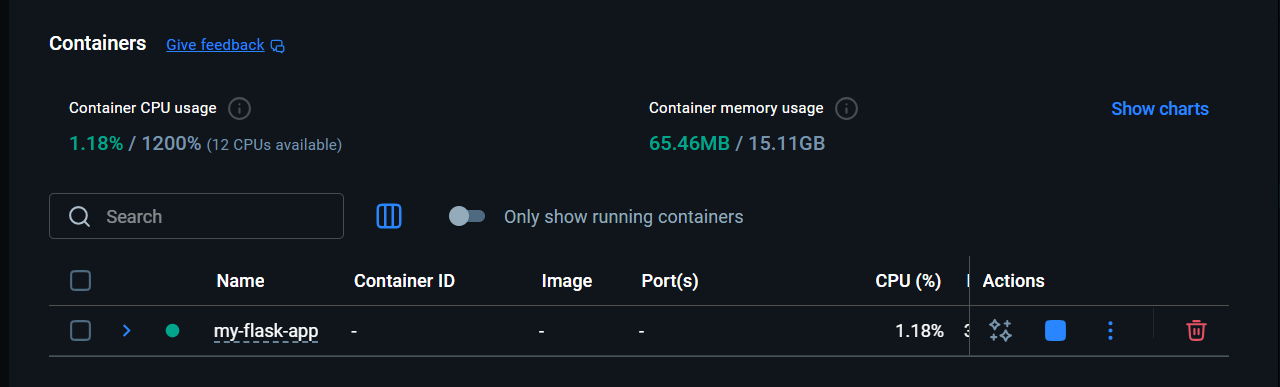 Containers Give feedback
Container CPU usage Container memory usage Show charts
1.18% / 1200% (12 CPUs available) 65.46MB / 15.11GB
Search Only show running containers
Name Container ID Image Port(s) CPU (%) Actions
my-flask-app - - - 1.18%